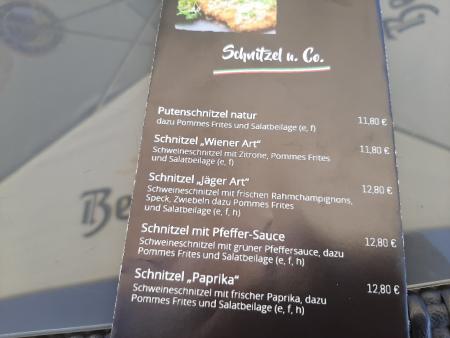 Schnitzel u. Co.
Putenschnitzel natur 11,80 €
dazu Pommes Frites und Salatbeilage (e, f)
Schnitzel „Wiener Art“ 11,80 €
Schweineschnitzel mit Zitrone, Pommes Frites
und Salatbeilage (e, f)
Schnitzel „Jäger Art“ 12,80 €
Schweineschnitzel mit frischen Rahmchampignons,
Speck, Zwiebeln dazu Pommes Frites
und Salatbeilage (e, f, h)
Schnitzel mit Pfeffer-Sauce 12,80 €
Schweineschnitzel mit grüner Pfeffersauce, dazu
Pommes Frites und Salatbeilage (e, f, h)
Schnitzel „Paprika“ 12,80 €
Schweineschnitzel mit frischer Paprika, dazu
Pommes Frites und Salatbeilage (e, f, h)
Be